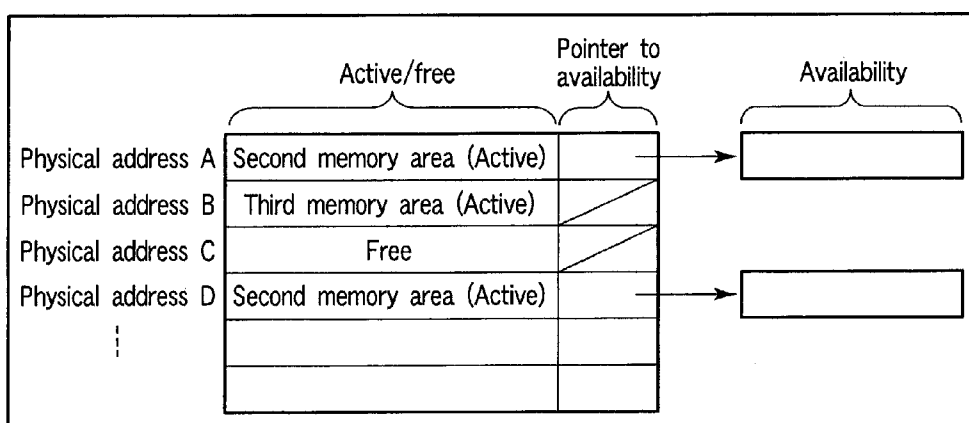 Pointer to
Active/free availability Availability
Physical address A Second memory area (Active)
Physical address B Third memory area (Active)
Physical address C Free
Physical address D Second memory area (Active)